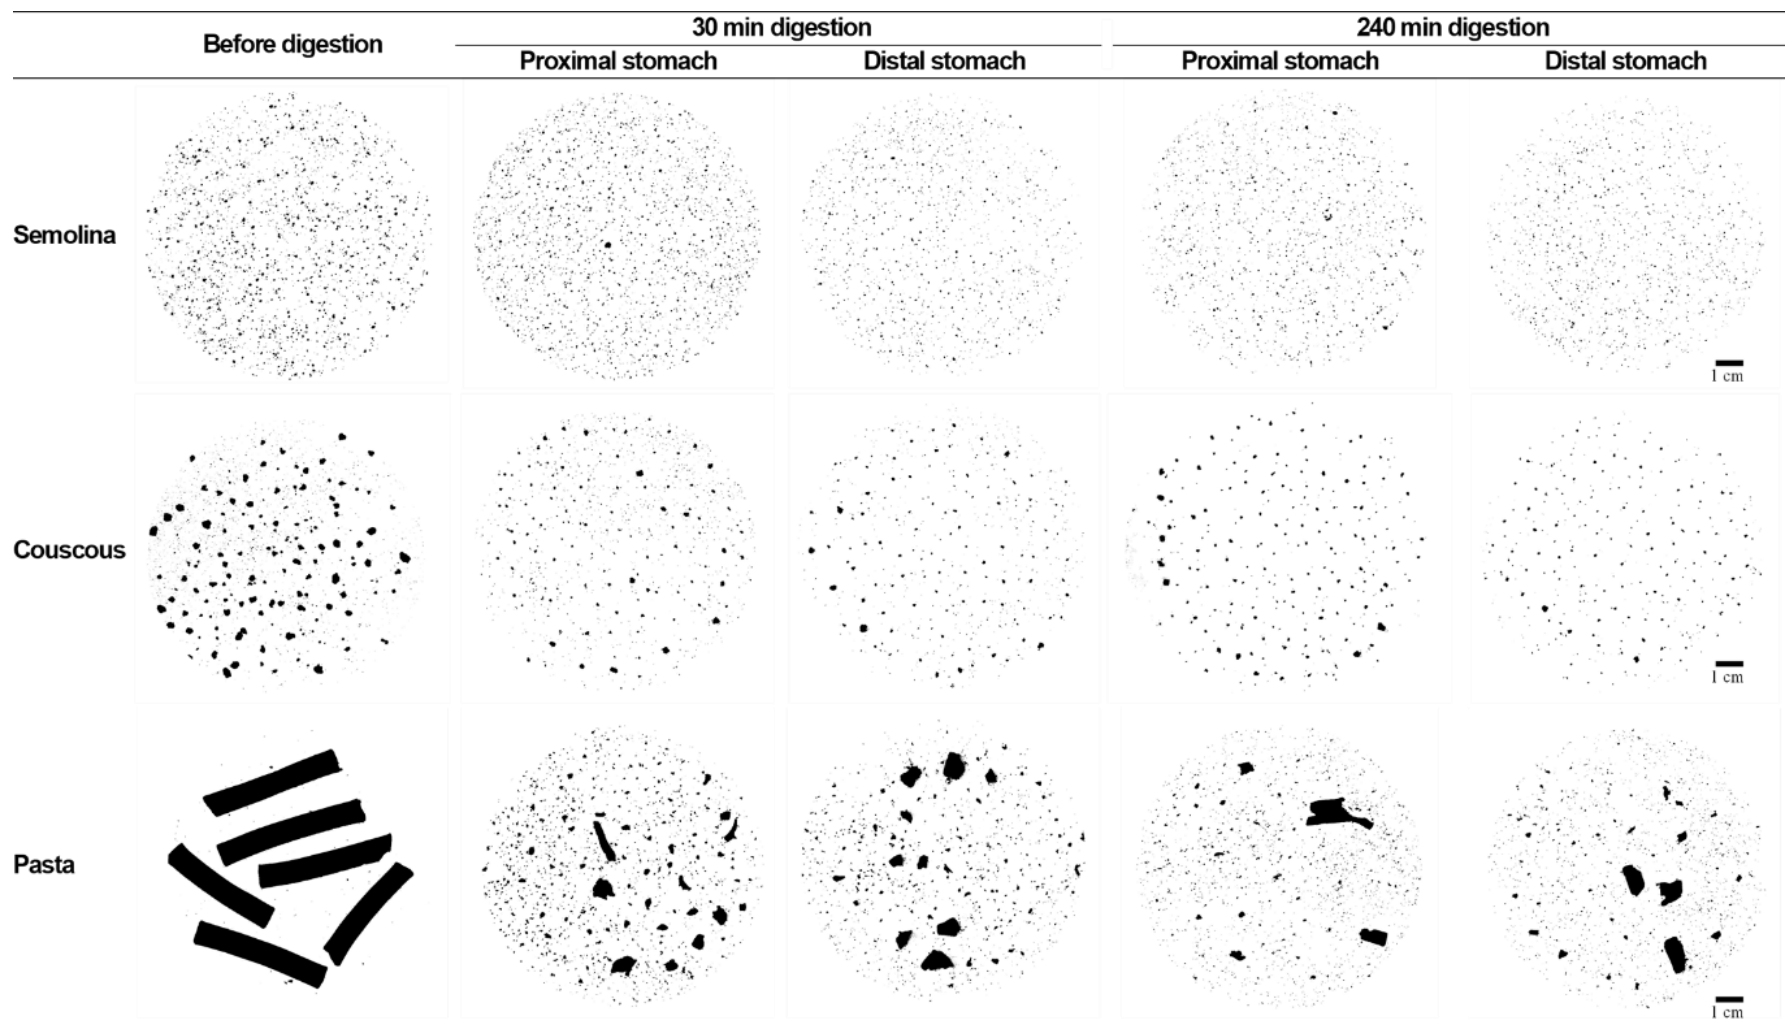 Before digestion
30 min digestion
240 min digestion
Proximal stomach
Distal stomach
Proximal stomach
Distal stomach
Semolina
1 cm
Couscous
1 cm
Pasta
1 cm